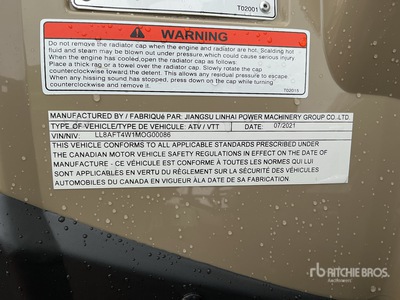 T02001
WARNING
Do not remove the radiator cap when the engine and radiator are hot. Scalding hot
fluid and steam may be blown out under pressure,which could cause serious injury
When the engine has cooled,open the radiator cap as follows:
Place a thick rag or a towel over the radiator cap. Slowly rotate the cap
counterclockwise toward the detent. This allows any residual pressure to escape.
When any hissing sound has stopped, press down on the cap while turning
counterclockwise and remove it.
T02015
MANUFACTURED BY / FABRIQU6 PAR: JIANGSU LINHAI POWER MACHINERY GROUP CO.,LTD.
TYPE OF VEHICLE/TYPE DE VEHICULE: ATV / VTT DATE: 07/2021
VIN/NIV: LL8AFT4W1MOG00086
THIS VEHICLE CONFORMS TO ALL APPLICABLE STANDARDS PRESCRIBED UNDER
THE CANADIAN MOTOR VEHICLE SAFETY REGULATIONS IN EFFECT ON THE DATE OF
MANUFACTURE - CE VÉHICULE EST CONFORME À TOUTES LES NORMES QUI LUI
SONT APPLICABLES EN VERTU DU RÈGLEMENT SUR LA SÉCURITÉ DES VÉHICULES
AUTOMOBILES DU CANADA EN VIGUEUR ÀLA DATE DE SA FABRICATION.
rb RITCHIE BROS.